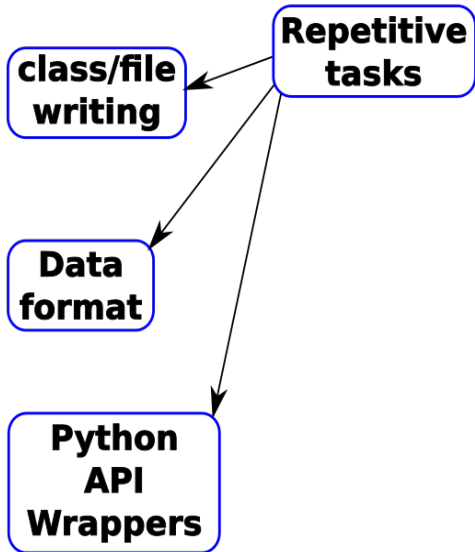 Repetitive
tasks
class/file
writing
Data
format
Python
API
Wrappers